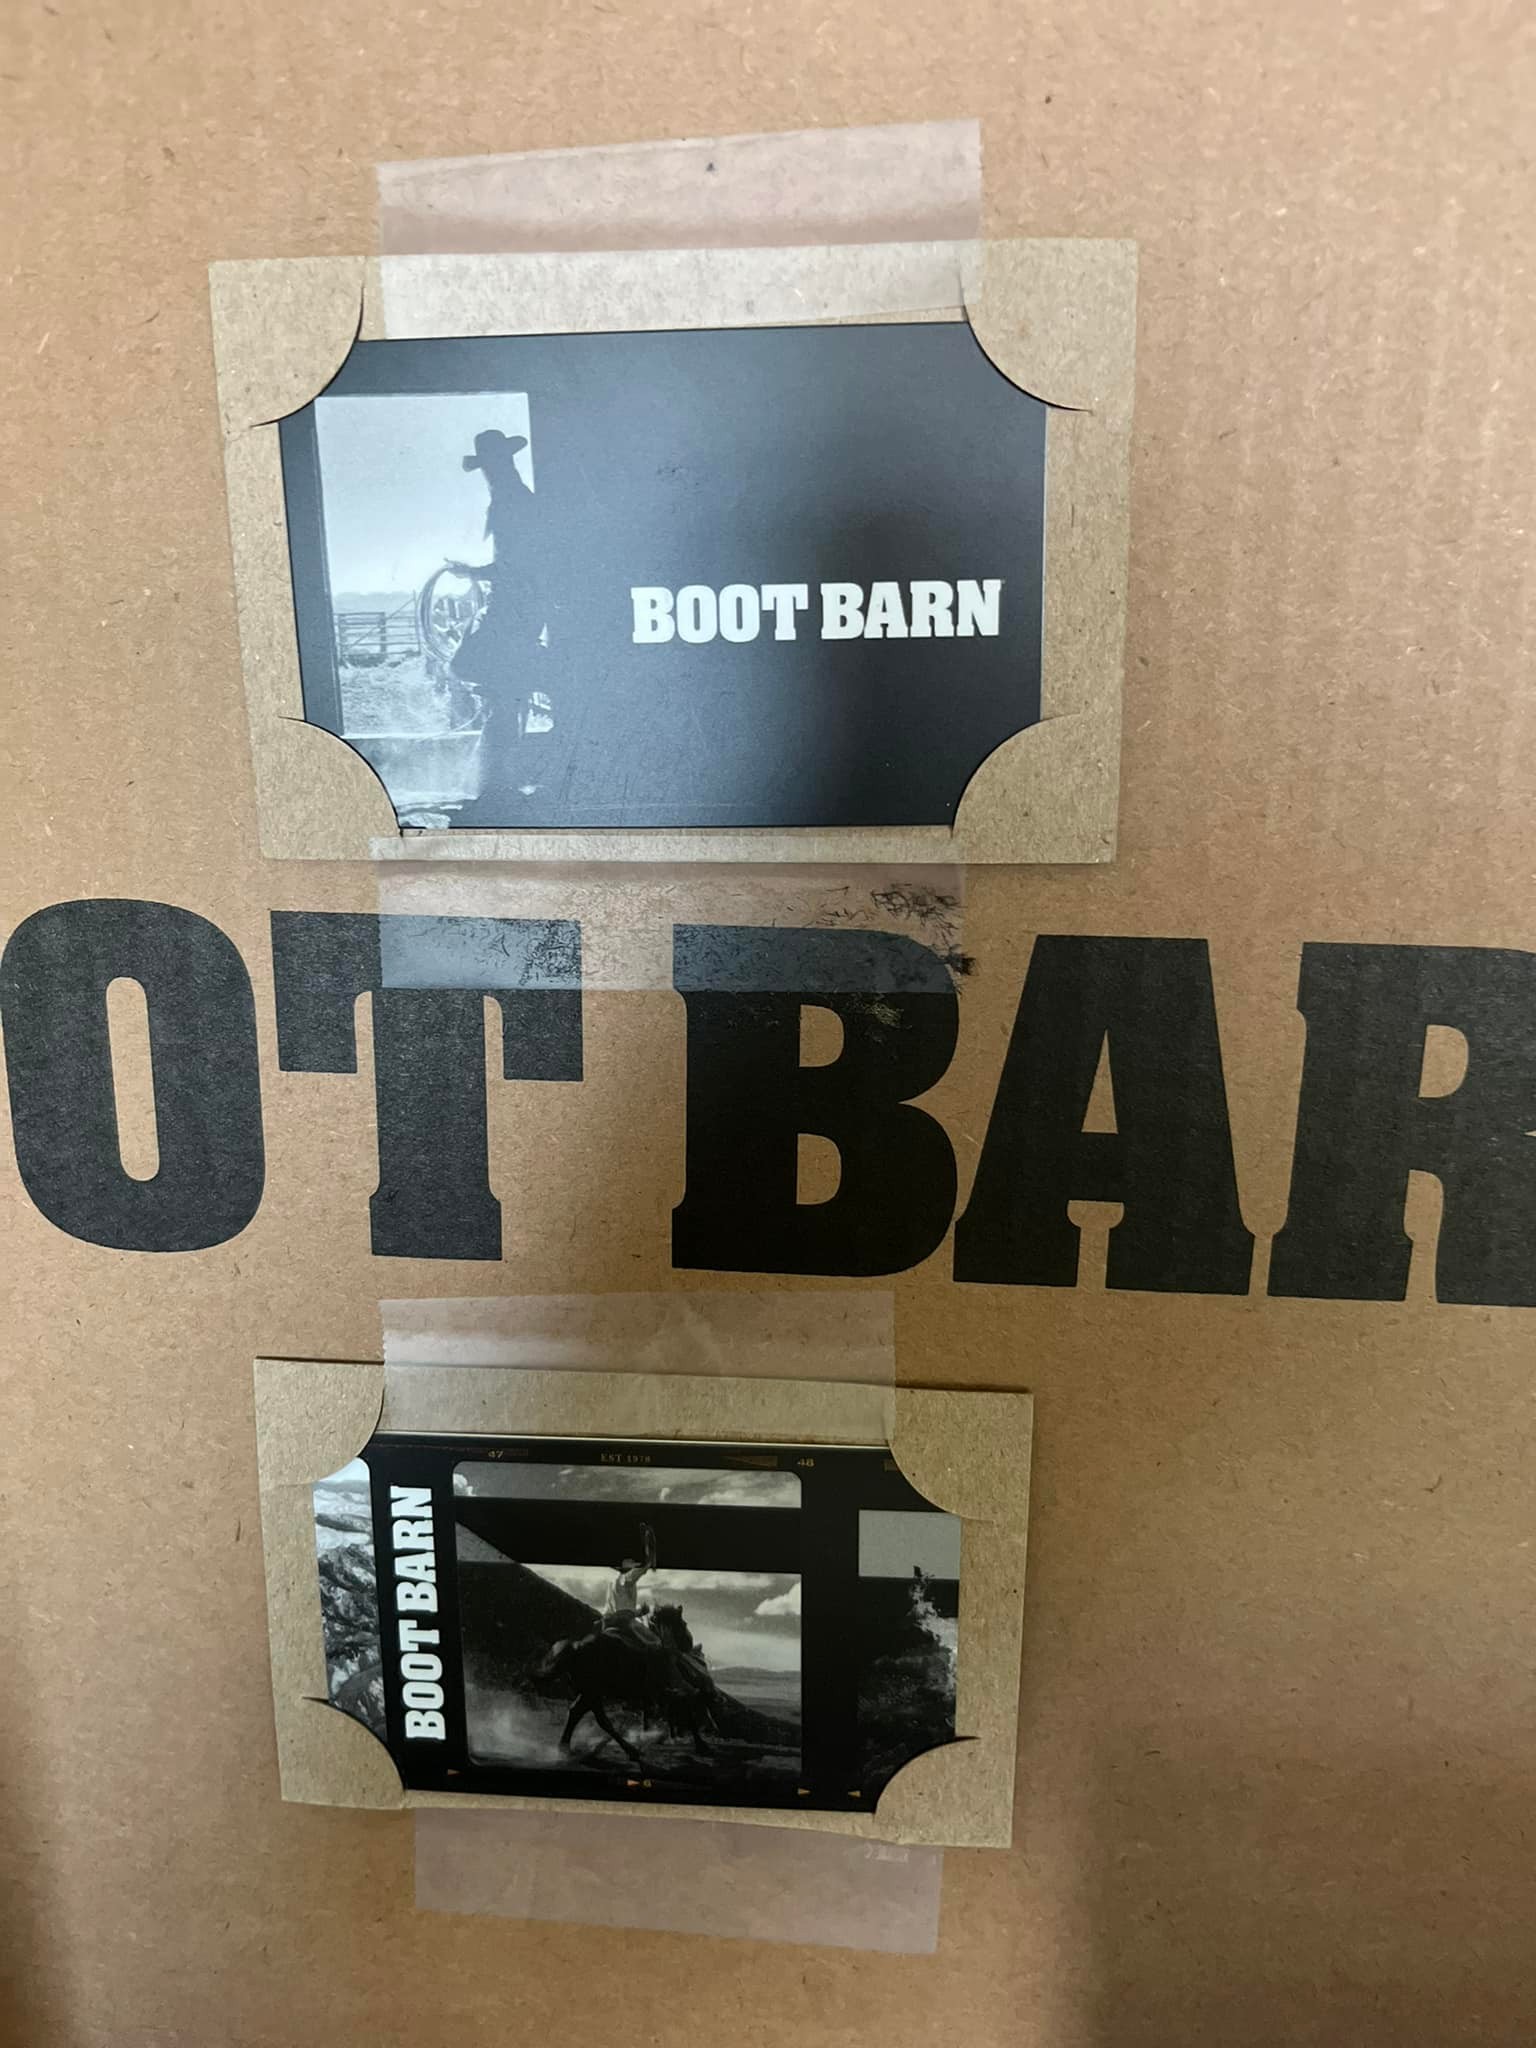 BOOT BARN
OT BAR
47 EST 1978 48
BOOT BARN
6